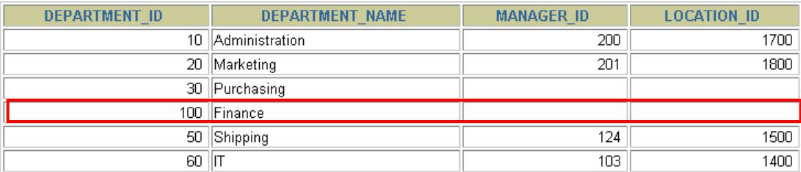 DEPARTMENT_ID DEPARTMENT_NAME MANAGER_ID LOCATION_ID
10 Administration 200 1700
20 Marketing 201 1800
30 Purchasing
100 Finance
50 Shipping 124 1500
60 IT 103 1400